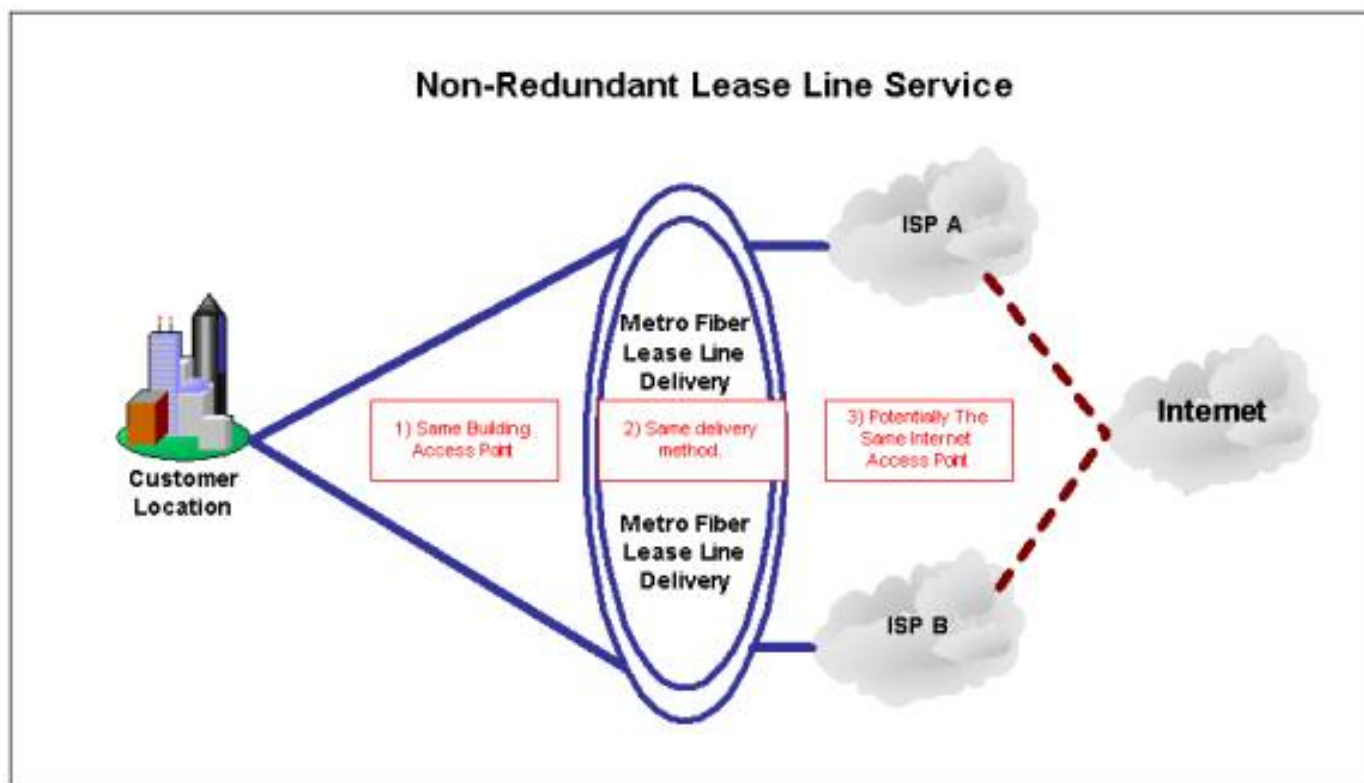 Non-Redundant Lease Line Service
ISP A
Metro Fiber
Lease Line
Delivery
Internet
1) Same Building
Access Point
2) Same delivery
method.
3) Potentially The
Same Internet
Access Point
Customer
Location
Metro Fiber
Lease Line
Delivery
ISP B